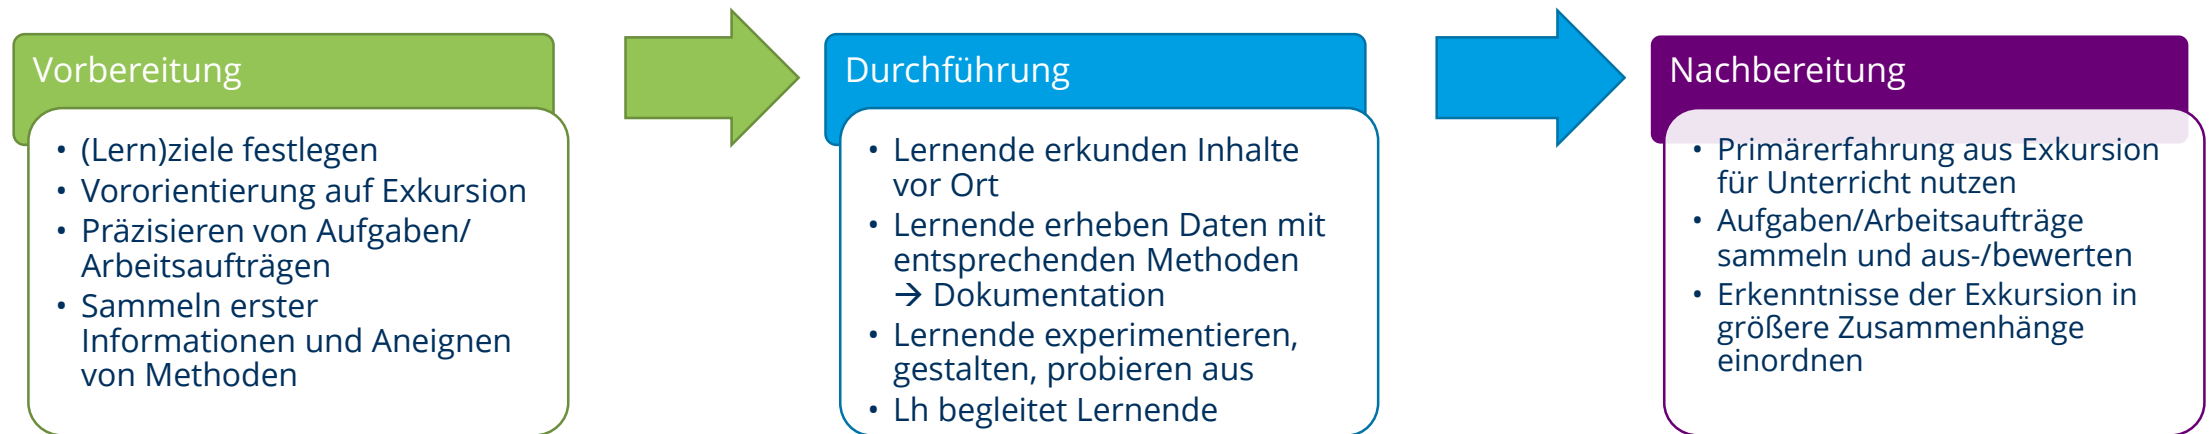 Vorbereitung
• (Lern)ziele festlegen
• Vororientierung auf Exkursion
• Präzisieren von Aufgaben/
Arbeitsaufträgen
• Sammeln erster
Informationen und Aneignen
von Methoden
Durchführung
• Lernende erkunden Inhalte
vor Ort
• Lernende erheben Daten mit
entsprechenden Methoden
→ Dokumentation
• Lernende experimentieren,
gestalten, probieren aus
• Lh begleitet Lernende
Nachbereitung
• Primärerfahrung aus Exkursion
für Unterricht nutzen
• Aufgaben/Arbeitsaufträge
sammeln und aus-/bewerten
• Erkenntnisse der Exkursion in
größere Zusammenhänge
einordnen